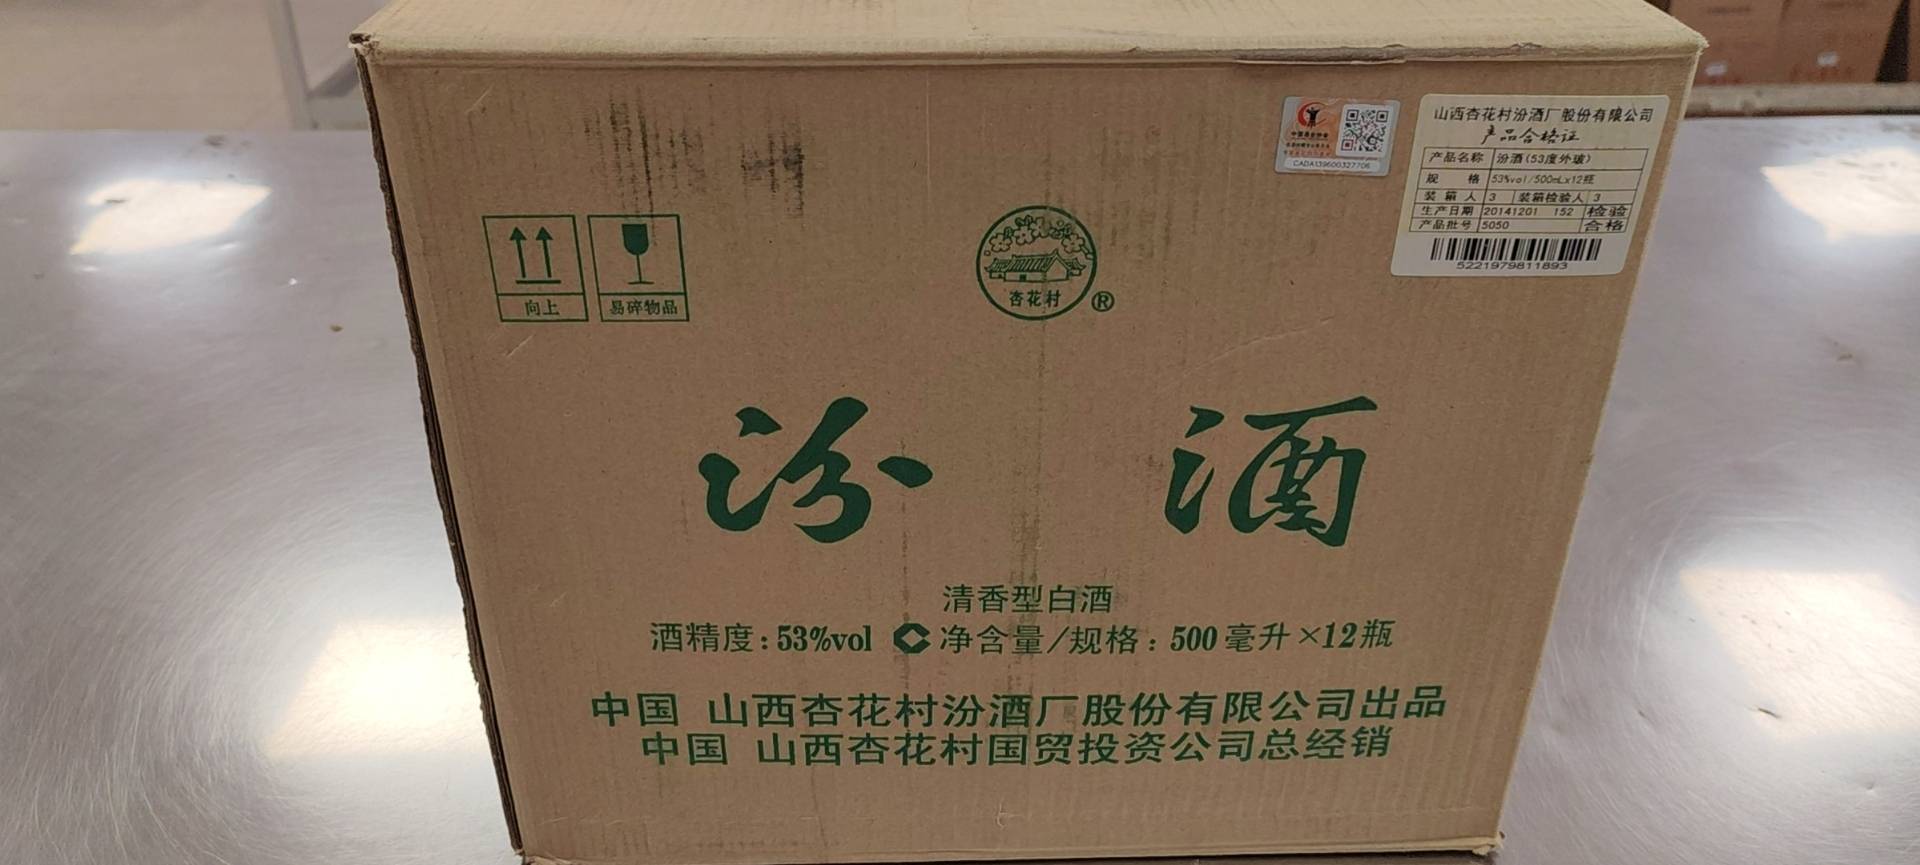 山西杏花村汾酒厂股份有限公司
产品合格证
产品名称 汾酒(53度外玻)
规格 53%vol/500mL×12瓶
装箱人 3 装箱检验人 3
生产日期 20141201 152 检验
产品批号 5050 合格
5221979811893
CADA139600327706
向上
易碎物品
杏花村
®
汾酒
清香型白酒
酒精度:53%vol 净含量/规格:500毫升×12瓶
中国 山西杏花村汾酒厂股份有限公司出品
中国 山西杏花村国贸投资公司总经销